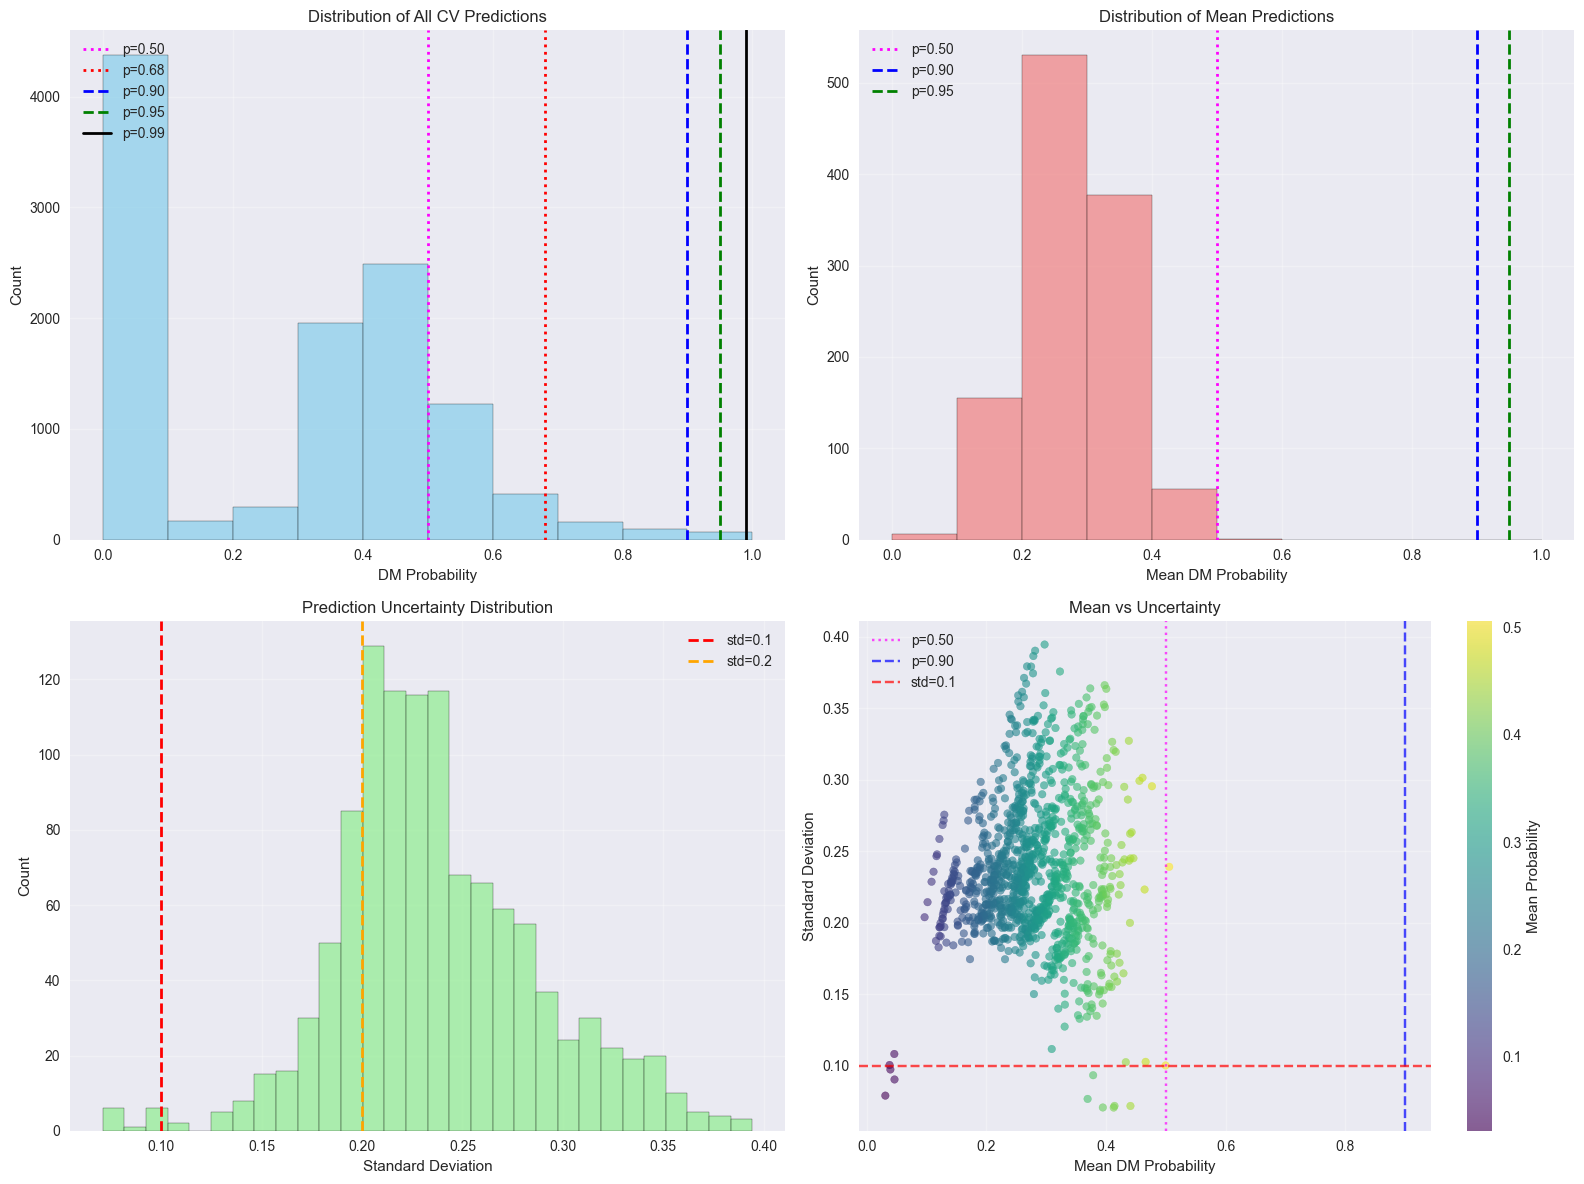 Distribution of All CV Predictions
p=0.50
p=0.68
p=0.90
p=0.95
p=0.99
Count
4000
3000
2000
1000
0
0.0 0.2 0.4 0.6 0.8 1.0
DM Probability
Distribution of Mean Predictions
p=0.50
p=0.90
p=0.95
Count
500
400
300
200
100
0
0.0 0.2 0.4 0.6 0.8 1.0
Mean DM Probability
Prediction Uncertainty Distribution
std=0.1
std=0.2
Count
120
100
80
60
40
20
0
0.10 0.15 0.20 0.25 0.30 0.35 0.40
Standard Deviation
Mean vs Uncertainty
p=0.50
p=0.90
std=0.1
Standard Deviation
0.40
0.35
0.30
0.25
0.20
0.15
0.10
0.0 0.2 0.4 0.6 0.8
Mean DM Probability
0.5
0.4
0.3
0.2
0.1
Mean Probability